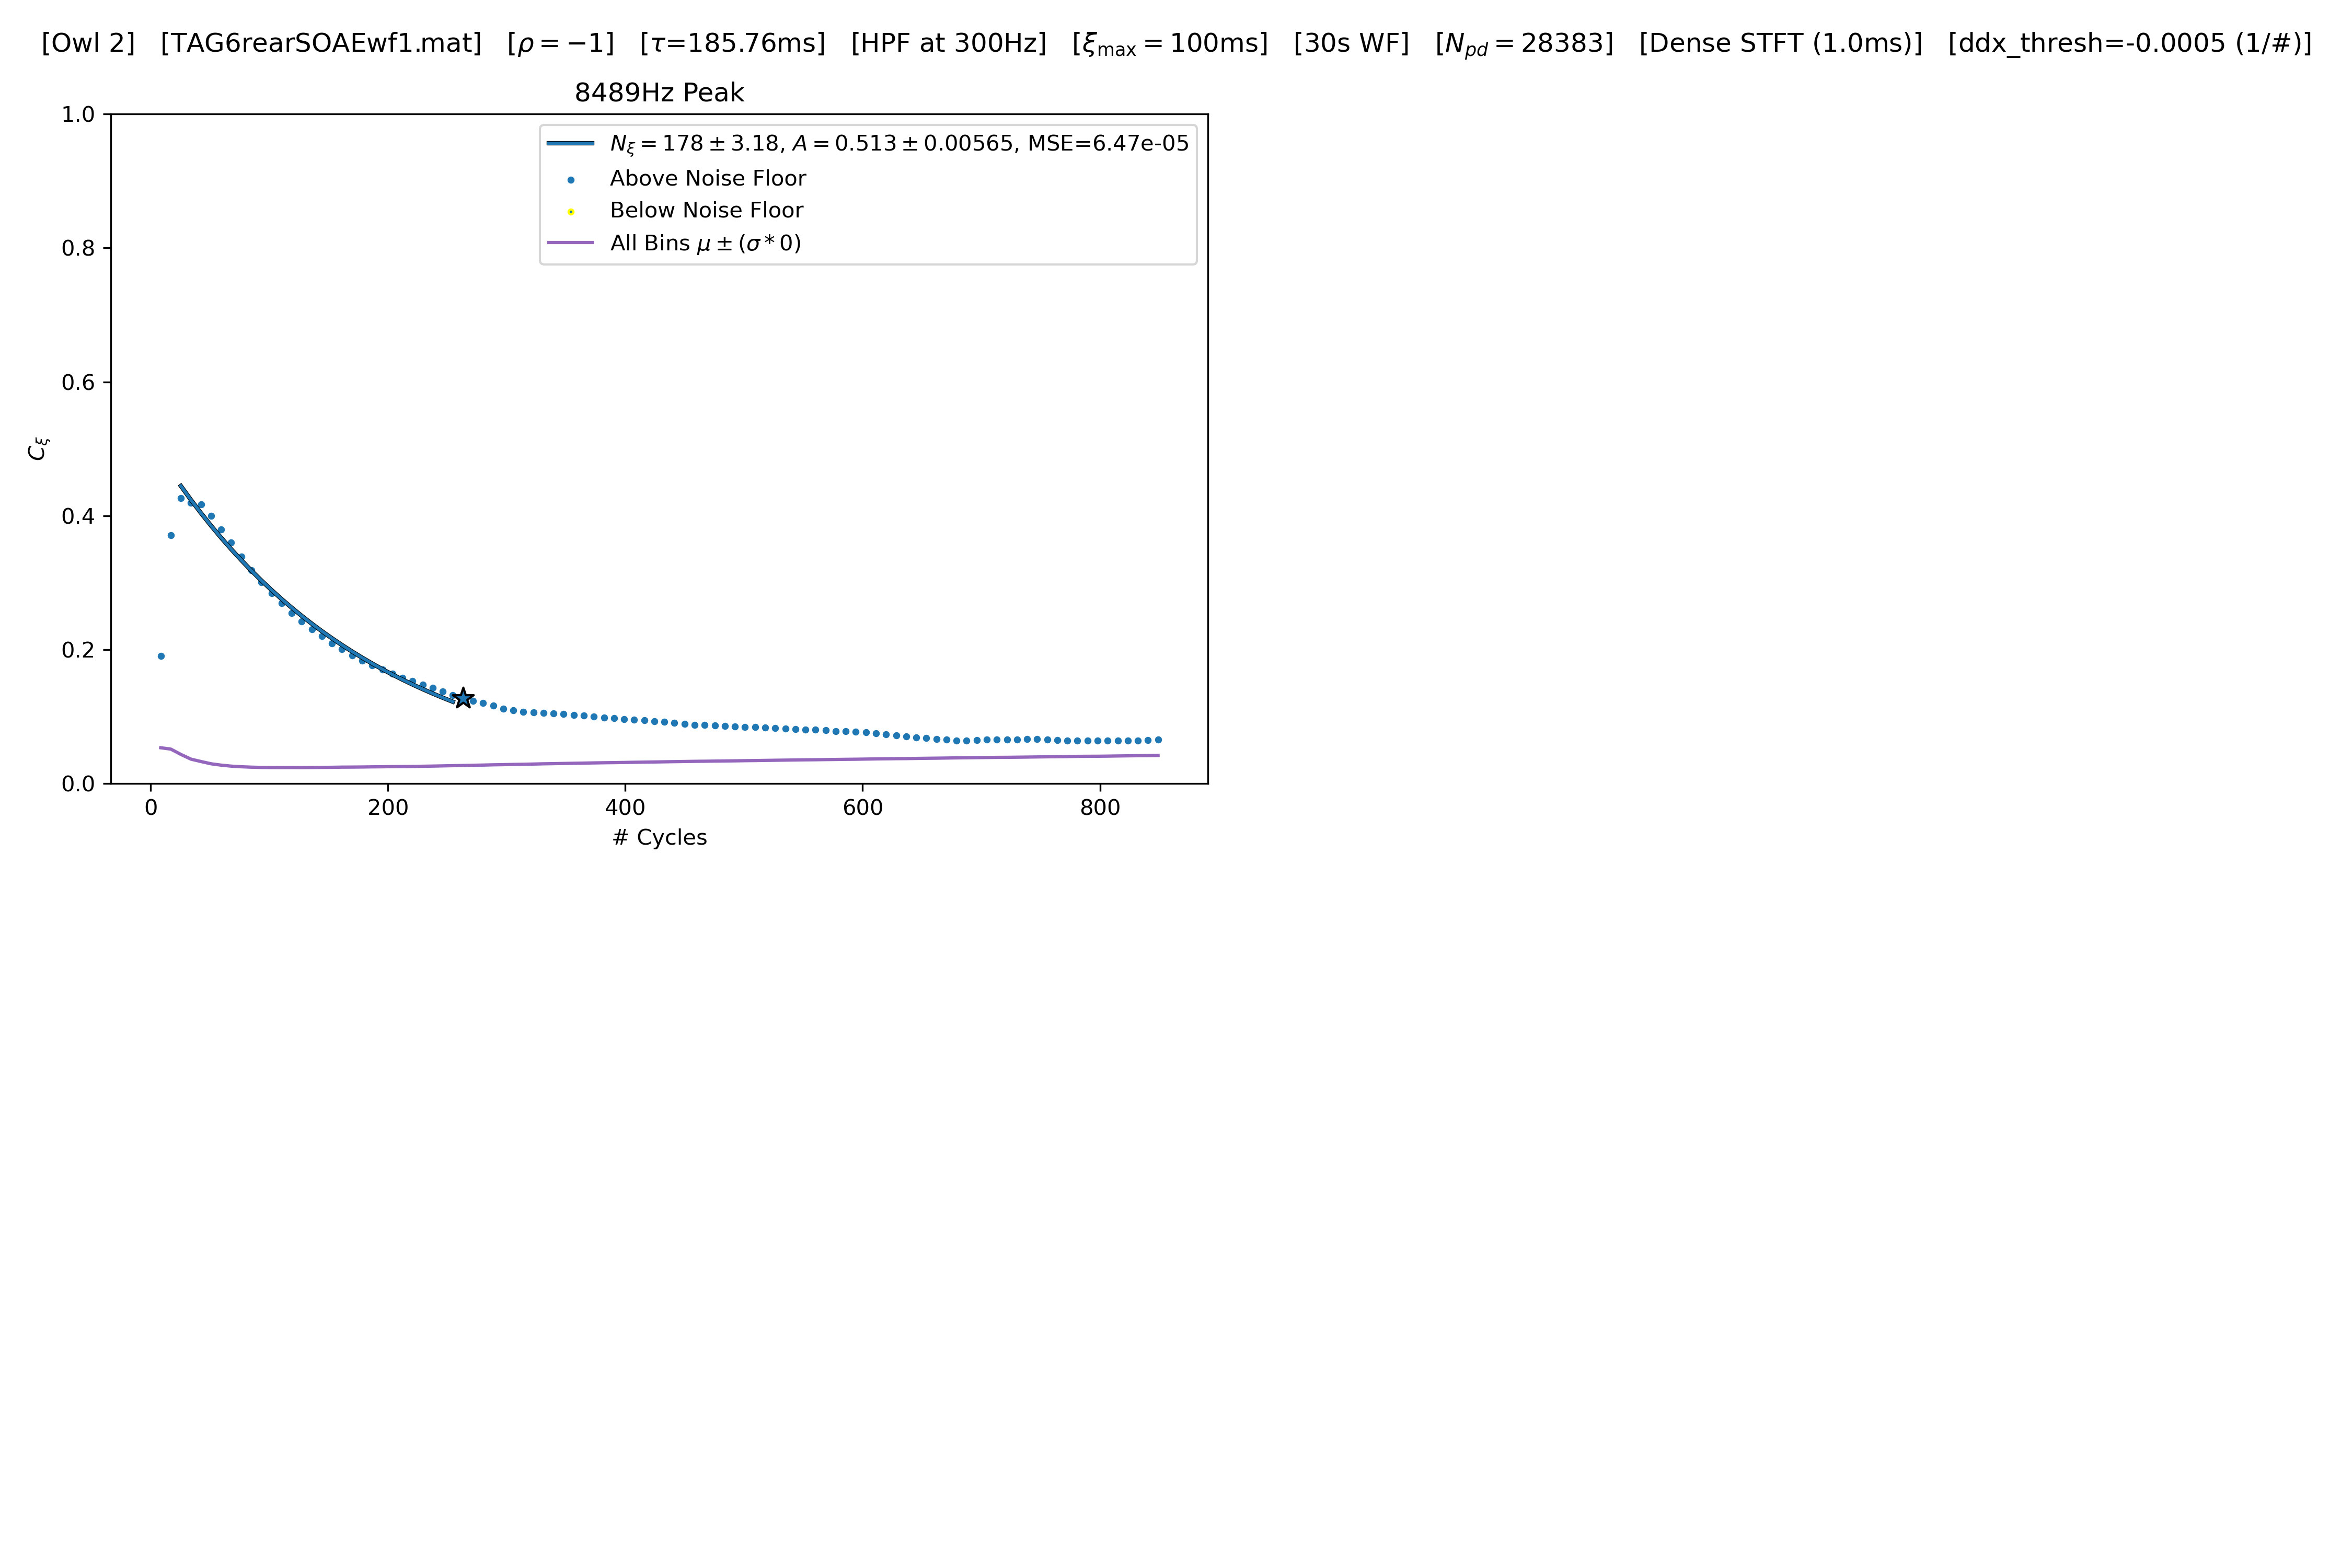 [Owl 2] [TAG6rearSOAEwf1.mat] [ρ = −1] [τ=185.76ms] [HPF at 300Hz] [ξmax = 100ms] [30s WF] [Npd = 28383] [Dense STFT (1.0ms)] [ddx_thresh=-0.0005 (1/#)]
8489Hz Peak
Nξ = 178 ± 3.18, A = 0.513 ± 0.00565, MSE=6.47e-05
Above Noise Floor
Below Noise Floor
All Bins μ ± (σ * 0)
Cξ
1.0
0.8
0.6
0.4
0.2
0.0
0 200 400 600 800
# Cycles